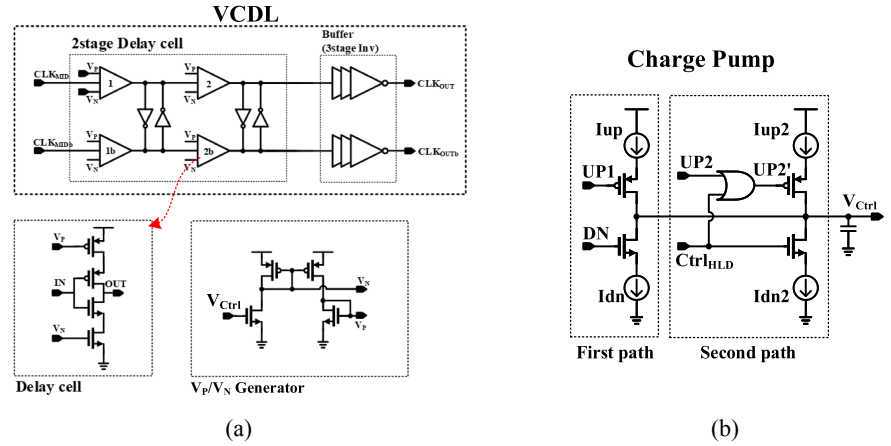 VCDL
2stage Delay cell
Buffer
(3stage Inv)
CLKMID
VP
VN
1
VP
VN
2
CLKOUT
CLKMIDb
VP
VN
1b
VP
VN
2b
CLKOUTb
VP
IN
OUT
VN
Delay cell
VCtrl
VN
VP
VP/VN Generator
(a)
Charge Pump
Iup
Iup2
UP1
UP2
UP2'
VCtrl
DN
CtrlHLD
Idn
Idn2
First path
Second path
(b)